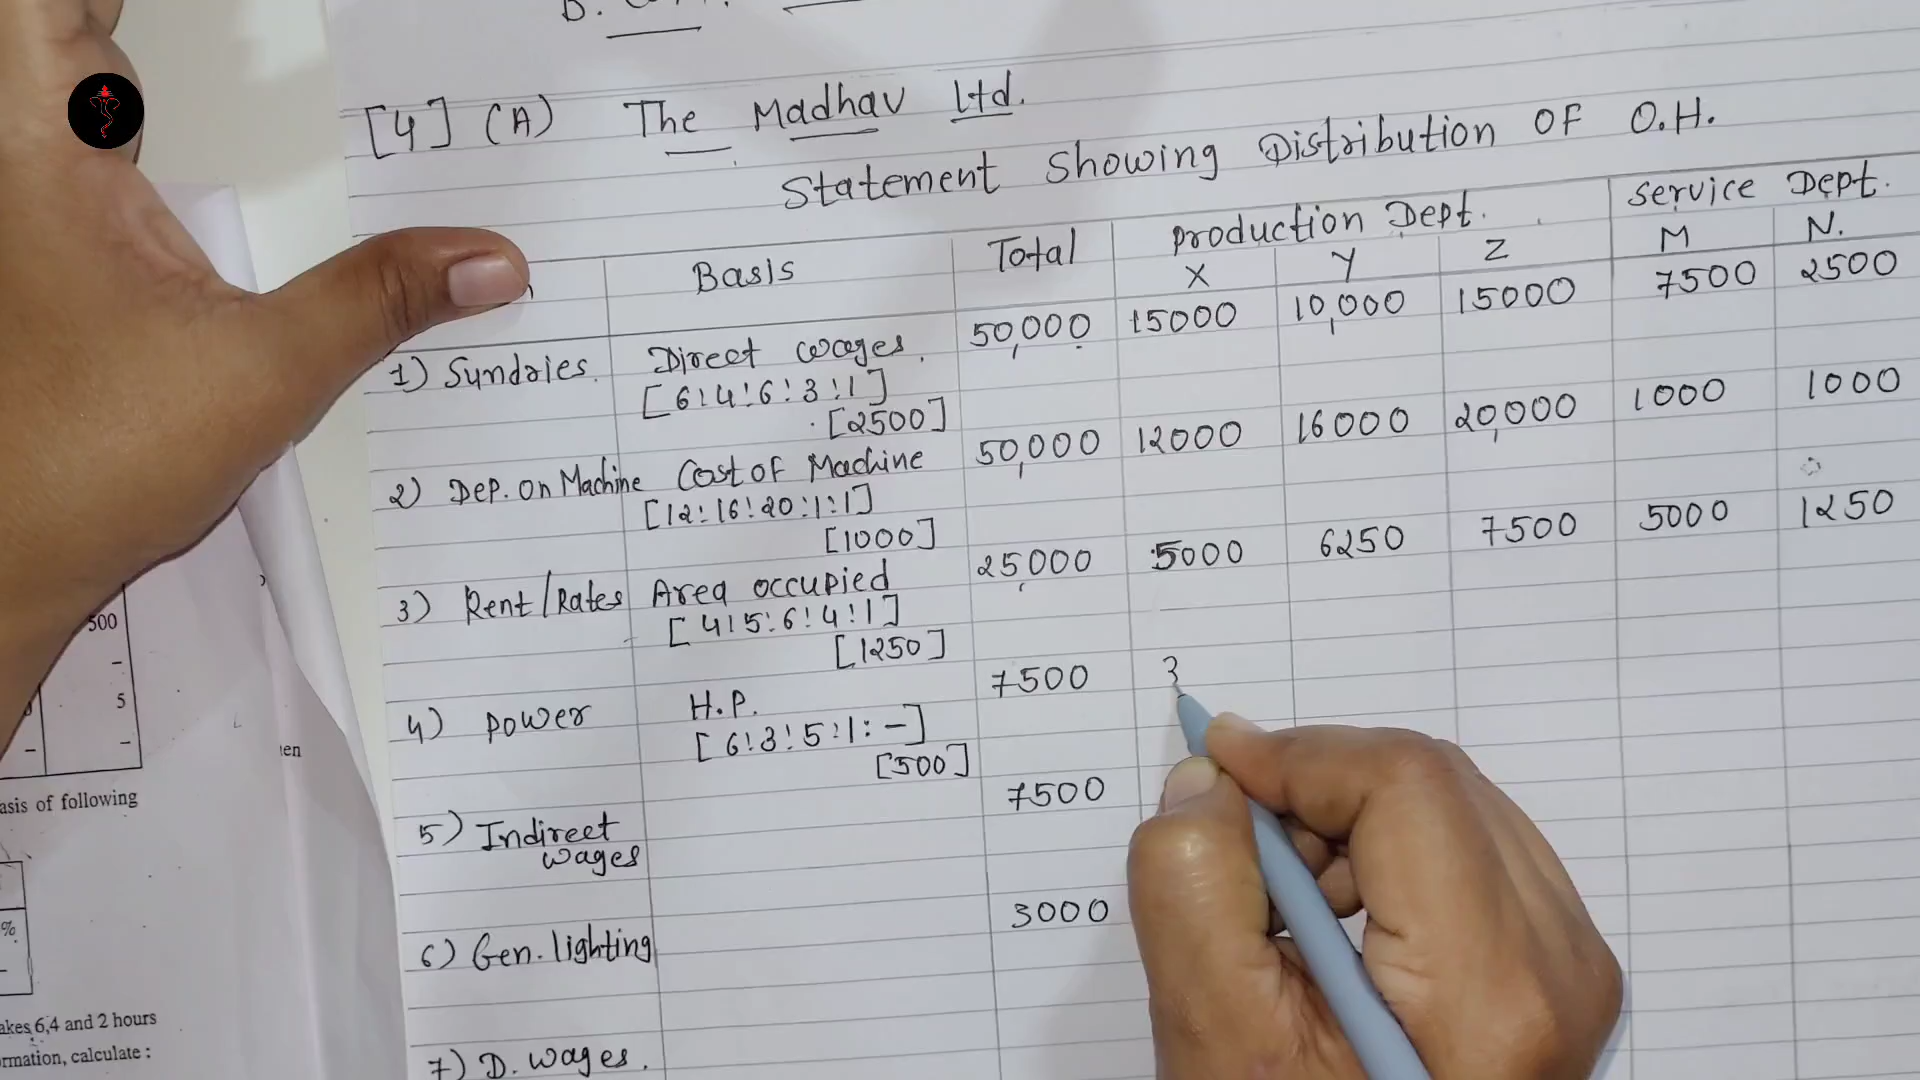 [4] (A) The Madhav Ltd.
Statement Showing Distribution OF O.H.
Basis Total Production Dept. Service Dept.
X Y Z M N.
1) Sundries. Direct wages. 50,000 15000 10,000 15000 7500 2500
[6:4:6:3:1]
[2500]
2) Dep. on Machine Cost of Machine 50,000 12000 16000 20,000 1000 1000
[12:16:20:1:1]
[1000]
3) Rent/Rates Area occupied 25,000 5000 6250 7500 5000 1250
[4:5:6:4:1]
[1250]
4) Power H.P. 7500 3
[6:3:5:1:-]
[500]
5) Indirect 7500
wages
6) Gen. lighting 3000
7) D. wages.
500
-
5
- -
en
asis of following
%
-
akes 6,4 and 2 hours
rmation, calculate :